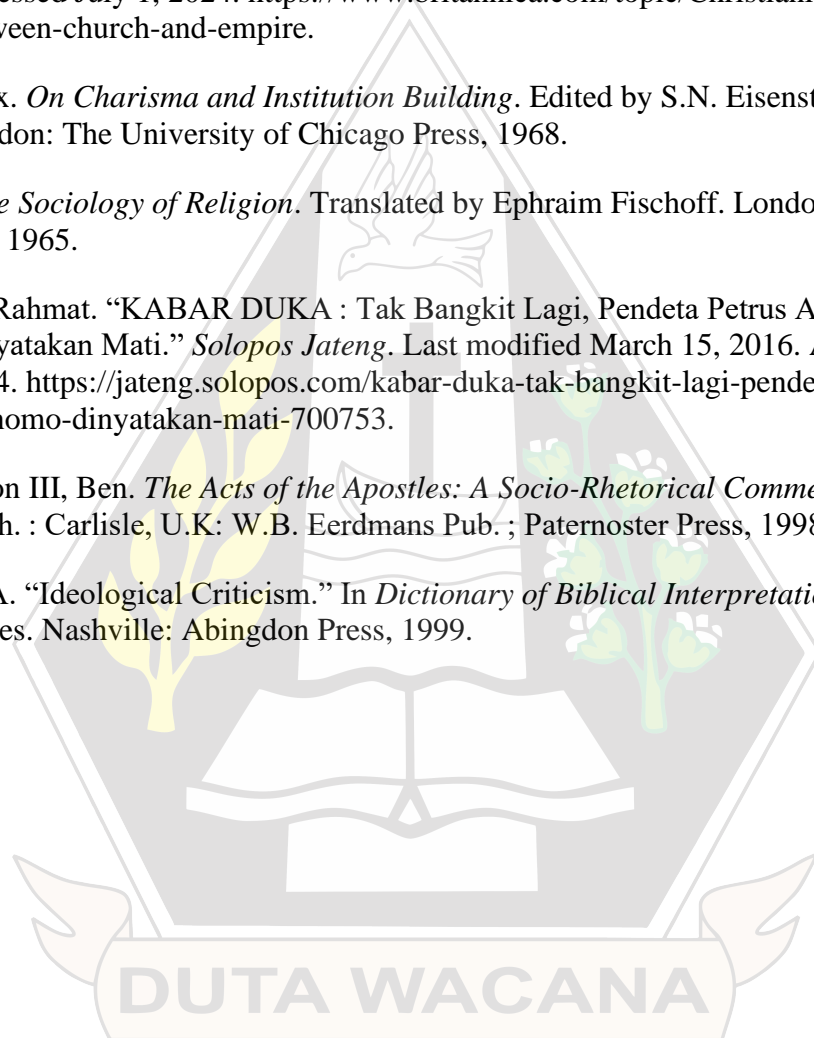 essed July 1, 2024. https://www.britannica.com/topic/Christiani
veen-church-and-empire.
x. On Charisma and Institution Building. Edited by S.N. Eisenst
don: The University of Chicago Press, 1968.
e Sociology of Religion. Translated by Ephraim Fischoff. Londo
1965.
Rahmat. “KABAR DUKA : Tak Bangkit Lagi, Pendeta Petrus A
yatakan Mati.” Solopos Jateng. Last modified March 15, 2016. A
4. https://jateng.solopos.com/kabar-duka-tak-bangkit-lagi-pende
nomo-dinyatakan-mati-700753.
on III, Ben. The Acts of the Apostles: A Socio-Rhetorical Comme
h. : Carlisle, U.K: W.B. Eerdmans Pub. ; Paternoster Press, 1998
A. “Ideological Criticism.” In Dictionary of Biblical Interpretatio
es. Nashville: Abingdon Press, 1999.
DUTA WACANA